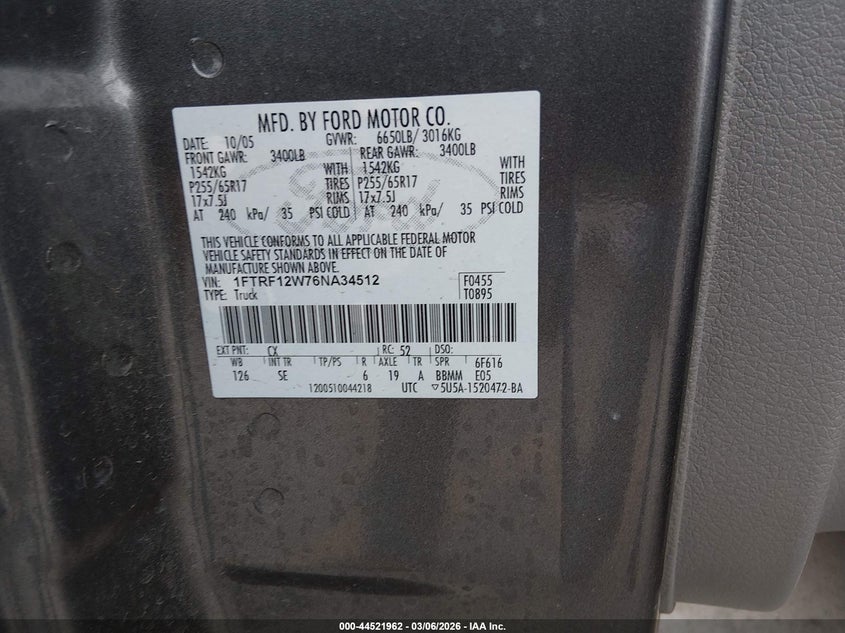 MFD. BY FORD MOTOR CO.
DATE: 10/05 GVWR: 6650LB/ 3016KG
FRONT GAWR: 3400LB REAR GAWR: 3400LB
1542KG WITH 1542KG WITH
P255/65R17 TIRES P255/65R17 TIRES
17x7.5J RIMS 17x7.5J RIMS
AT 240 kPa/ 35 PSI COLD AT 240 kPa/ 35 PSI COLD
Ford
THIS VEHICLE CONFORMS TO ALL APPLICABLE FEDERAL MOTOR
VEHICLE SAFETY STANDARDS IN EFFECT ON THE DATE OF
MANUFACTURE SHOWN ABOVE.
VIN: 1FTRF12W76NA34512 F0455
TYPE: Truck T0895
EXT PNT: CX RC: 52 DSO:
WB INT TR TP/PS R AXLE TR SPR 6F616
126 SE 6 19 A BBMM E05
1200510044218 UTC ▽5U5A-1520472-BA
000-44521962 | 03/06/2026 - IAA Inc.